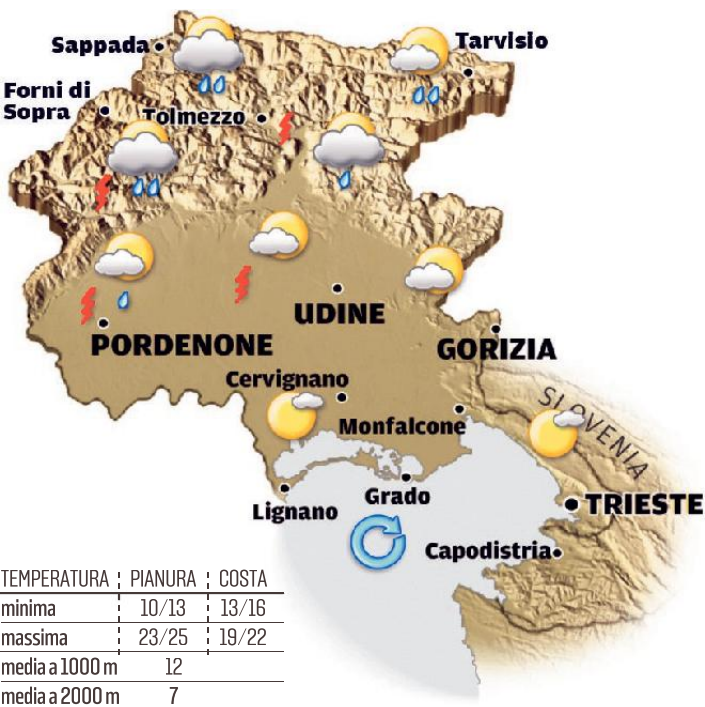 Sappada
Tarvisio
Forni di
Sopra
Tolmezzo
UDINE
PORDENONE
GORIZIA
Cervignano
SLOVENIA
Monfalcone
Grado
Lignano
TRIESTE
Capodistria
TEMPERATURA PIANURA COSTA
minima 10/13 13/16
massima 23/25 19/22
media a 1000 m 12
media a 2000 m 7